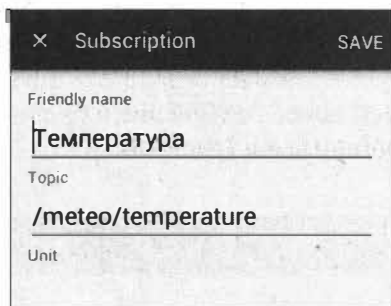 × Subscription SAVE
Friendly name
Температура
Topic
/meteo/temperature
Unit